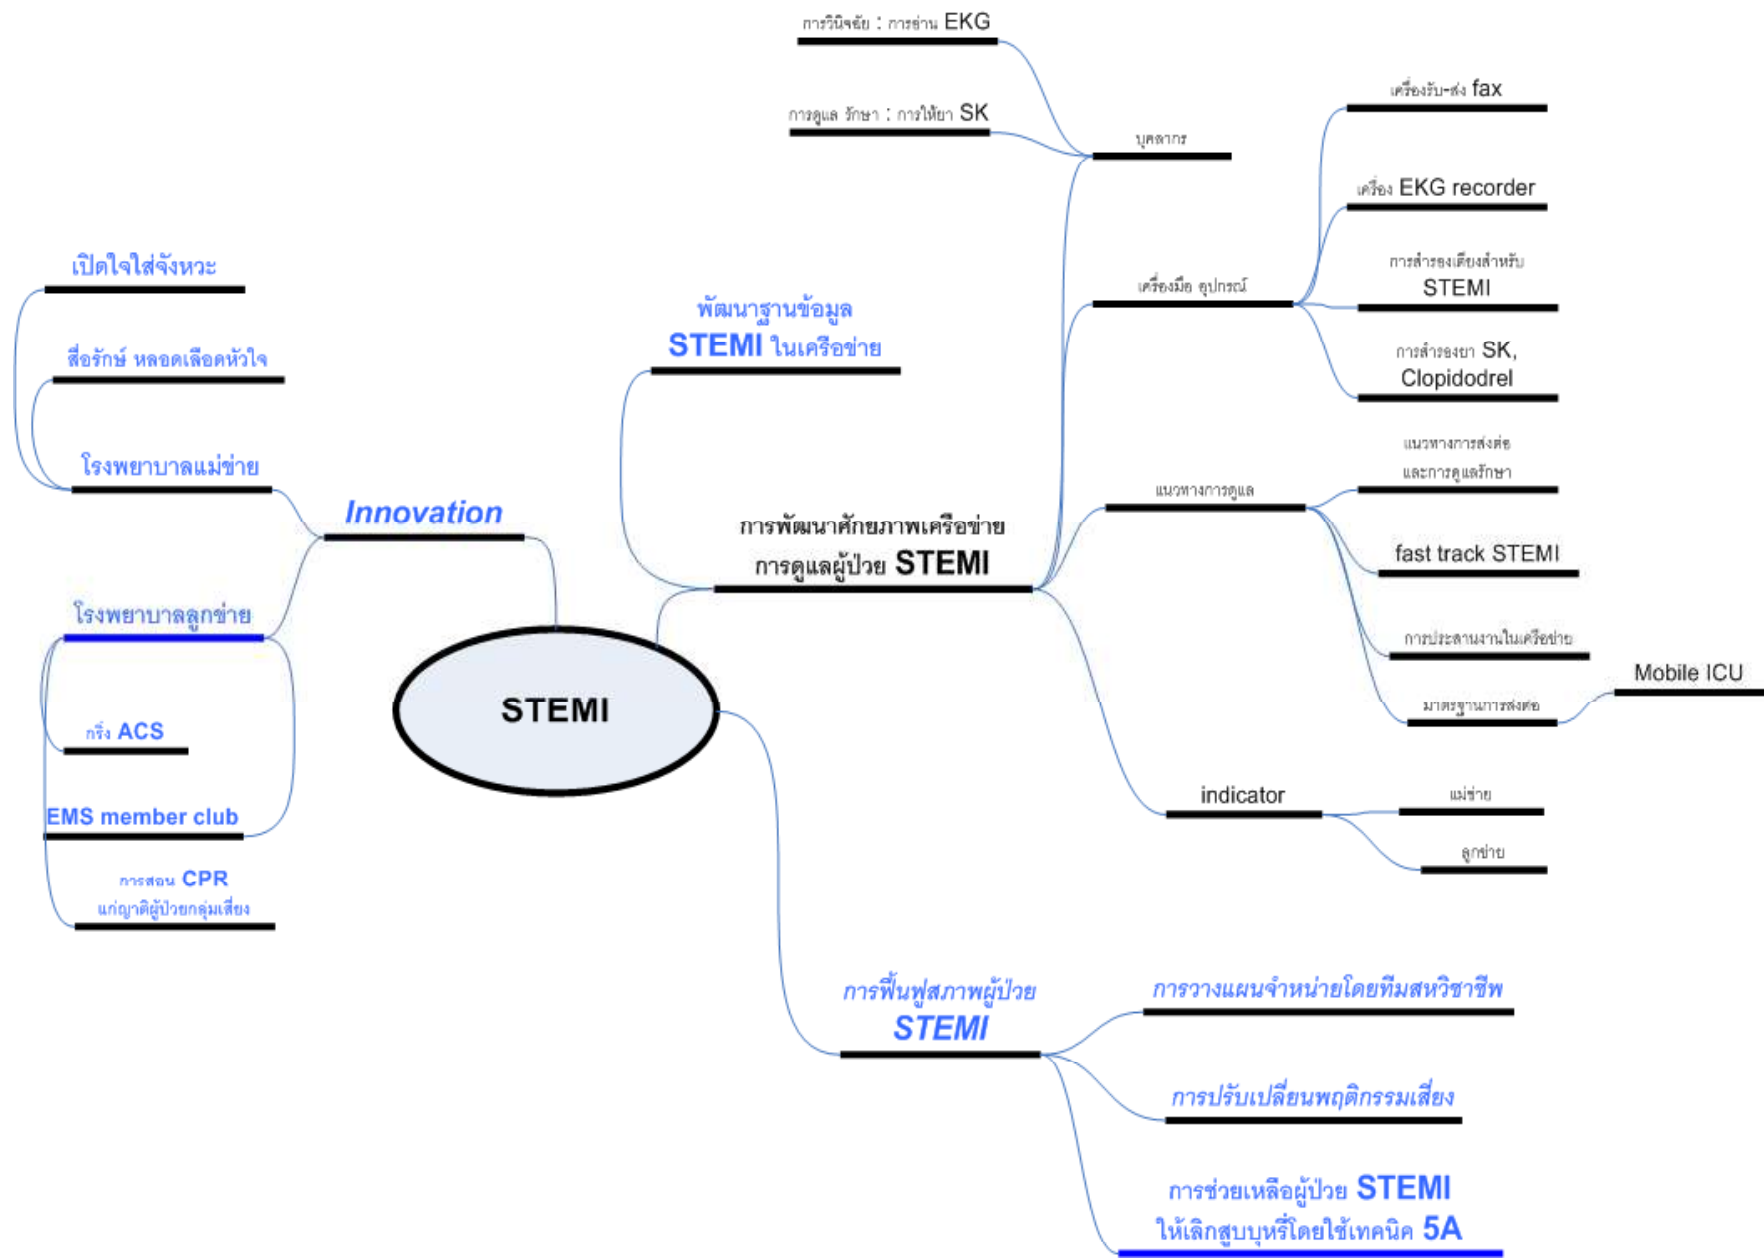 การวินิจฉัย : การอ่าน EKG
การดูแล รักษา : การให้ยา SK
บุคลากร
เครื่องรับ-ส่ง fax
เครื่อง EKG recorder
การสำรองเตียงสำหรับ
STEMI
เครื่องมือ อุปกรณ์
การสำรองยา SK,
Clopidodrel
เปิดใจใส่จังหวะ
สื่อรักษ์ หลอดเลือดหัวใจ
โรงพยาบาลแม่ข่าย
Innovation
โรงพยาบาลลูกข่าย
กริ่ง ACS
EMS member club
การสอน CPR
แก่ญาติผู้ป่วยกลุ่มเสี่ยง
พัฒนาฐานข้อมูล
STEMI ในเครือข่าย
การพัฒนาศักยภาพเครือข่าย
การดูแลผู้ป่วย STEMI
STEMI
แนวทางการดูแล
แนวทางการส่งต่อ
และการดูแลรักษา
fast track STEMI
การประสานงานในเครือข่าย
มาตรฐานการส่งต่อ
Mobile ICU
indicator
แม่ข่าย
ลูกข่าย
การฟื้นฟูสภาพผู้ป่วย
STEMI
การวางแผนจำหน่ายโดยทีมสหวิชาชีพ
การปรับเปลี่ยนพฤติกรรมเสี่ยง
การช่วยเหลือผู้ป่วย STEMI
ให้เลิกสูบบุหรี่โดยใช้เทคนิค 5A